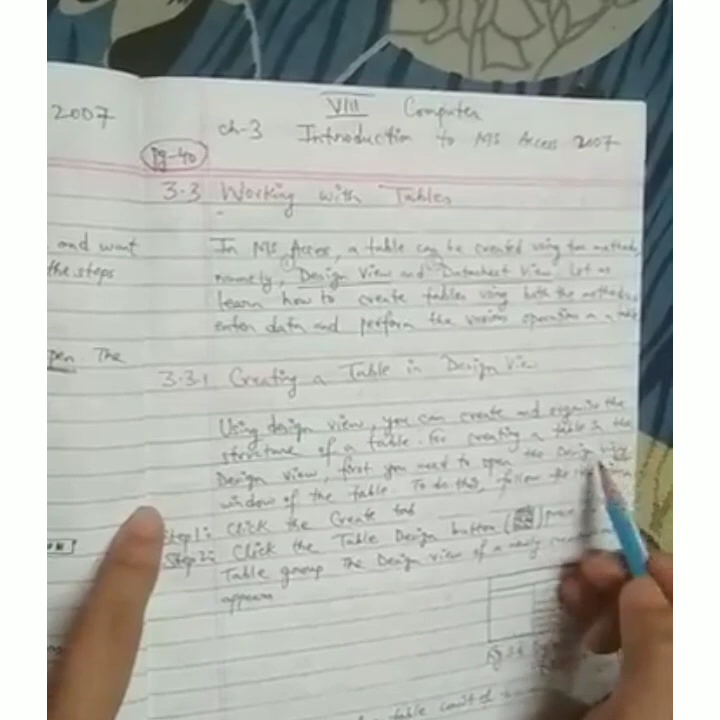 2007
and want
the steps
pen The
VIII Computer
ch-3 Introduction to MS Access 2007
Pg-40
3.3 Working with Tables
In MS Access, a table can be created using two methods,
namely, Design View and Datasheet View. Let us
learn how to create tables using both the methods,
enter data and perform the various operations on a table
3.3.1 Creating a Table in Design View
Using design view, you can create and organise the
structure of a table. For creating a table in the
Design view, first you need to open the Design view
window of the table. To do this, follow the
Step1: Click the Create tab
Step2: Click the Table Design button (
Table group. The Design view of a newly
appears
table